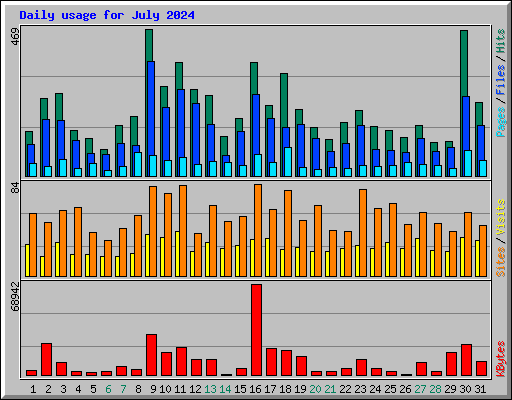 Daily usage for July 2024
469
Pages / Files / Hits
84
Sites / Visits
68942
KBytes
1 2 3 4 5 6 7 8 9 10 11 12 13 14 15 16 17 18 19 20 21 22 23 24 25 26 27 28 29 30 31